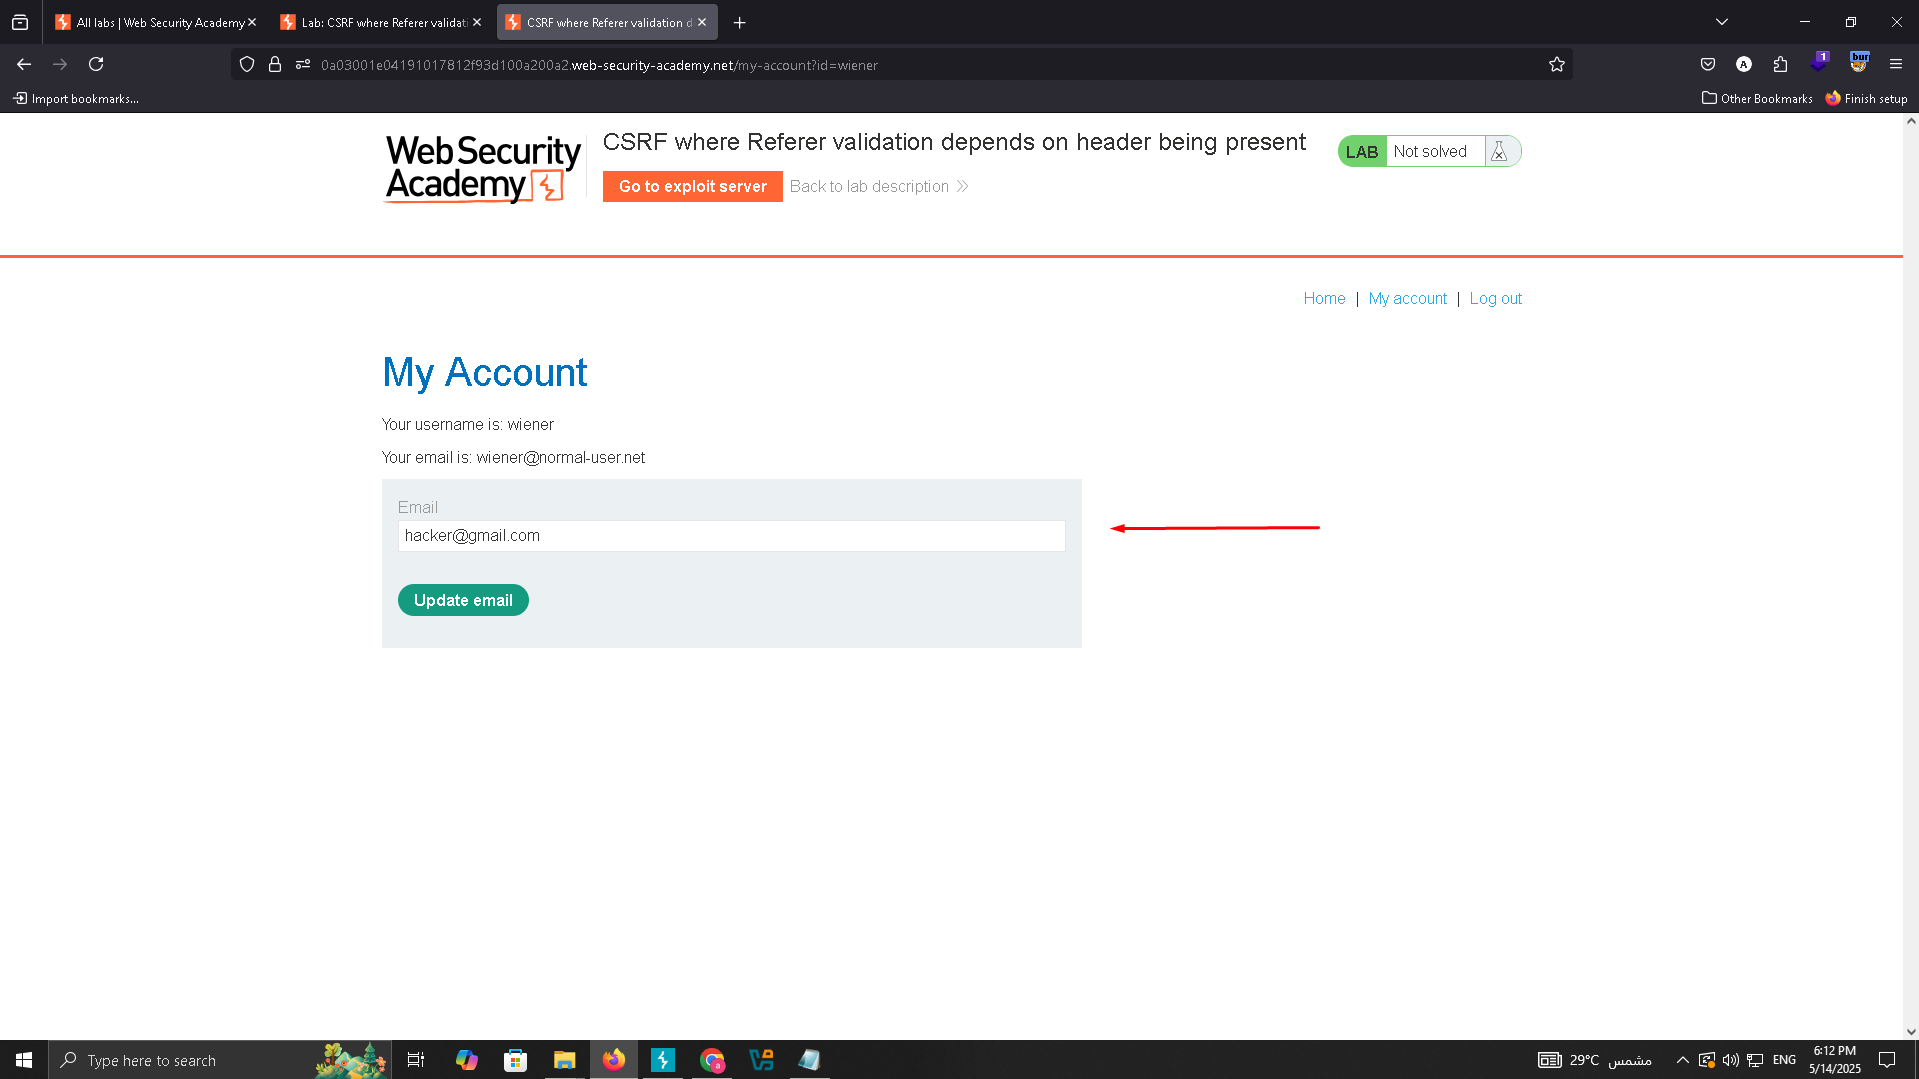 All labs | Web Security Academy
Lab: CSRF where Referer validati
CSRF where Referer validation d
0a03001e04191017812f93d100a200a2.web-security-academy.net/my-account?id=wiener
A
1
bur
Import bookmarks...
Other Bookmarks
Finish setup
Web Security
Academy
CSRF where Referer validation depends on header being present
Go to exploit server
Back to lab description
LAB
Not solved
Home | My account | Log out
My Account
Your username is: wiener
Your email is: wiener@normal-user.net
Email
hacker@gmail.com
Update email
Type here to search
29°C مشمس
ENG
6:12 PM
5/14/2025